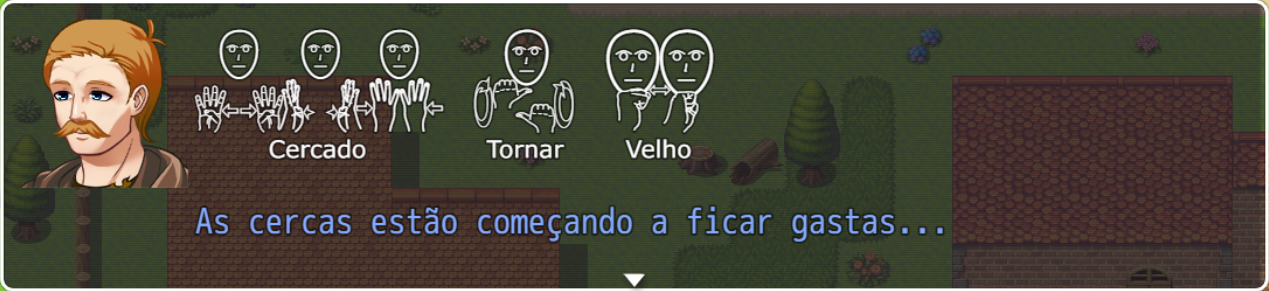 Cercado Tornar Velho
As cercas estão começando a ficar gastas...